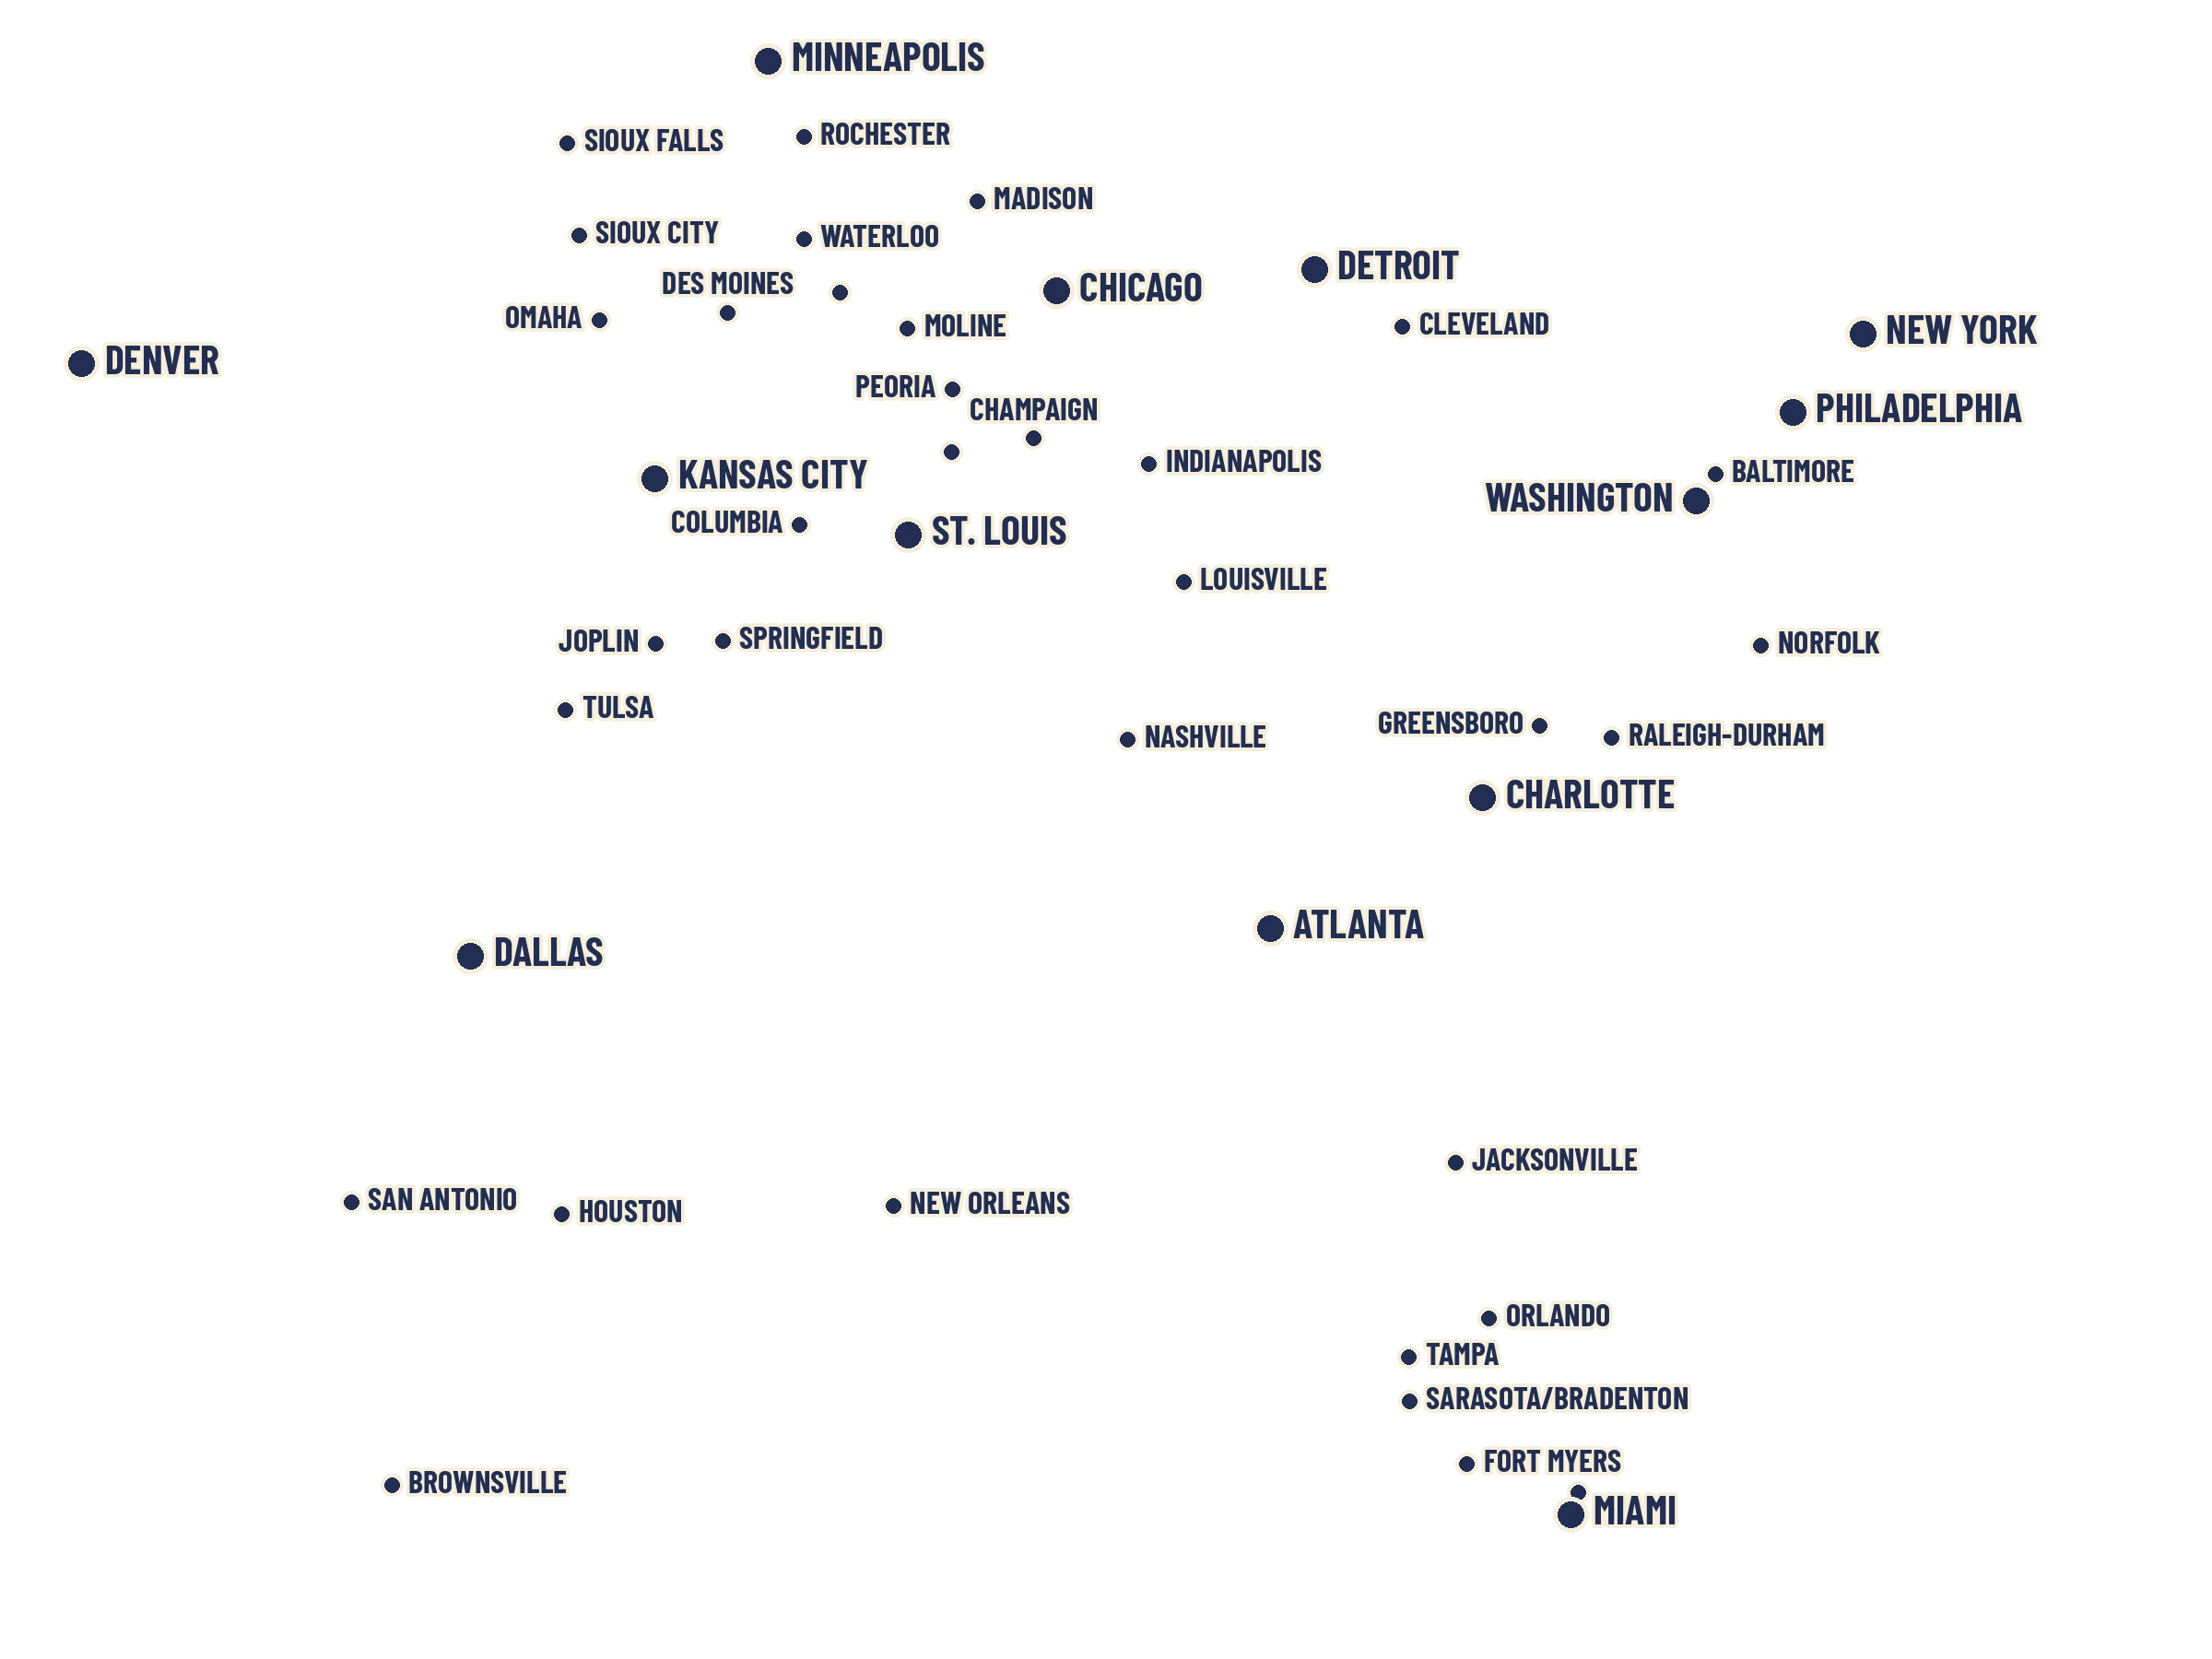 MINNEAPOLIS
SIOUX FALLS
ROCHESTER
MADISON
SIOUX CITY
WATERLOO
DES MOINES
CHICAGO
DETROIT
OMAHA
MOLINE
CLEVELAND
NEW YORK
DENVER
PEORIA
CHAMPAIGN
PHILADELPHIA
KANSAS CITY
INDIANAPOLIS
BALTIMORE
WASHINGTON
COLUMBIA
ST. LOUIS
LOUISVILLE
JOPLIN
SPRINGFIELD
NORFOLK
TULSA
NASHVILLE
GREENSBORO
RALEIGH-DURHAM
CHARLOTTE
ATLANTA
DALLAS
JACKSONVILLE
SAN ANTONIO
HOUSTON
NEW ORLEANS
ORLANDO
TAMPA
SARASOTA/BRADENTON
FORT MYERS
BROWNSVILLE
MIAMI